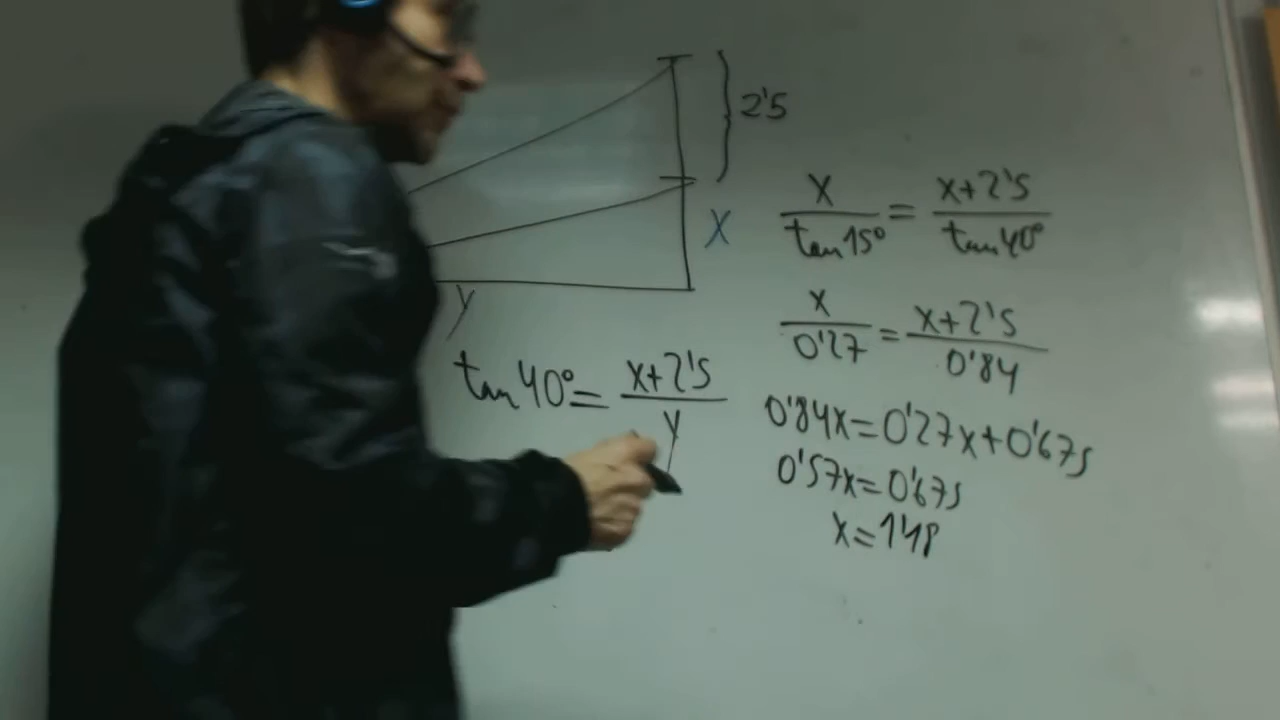 2'5
X
y
tan 40° = x+2'5 / y
x / tan 15° = x+2'5 / tan 40°
x / 0'27 = x+2'5 / 0'84
0'84x = 0'27x + 0'675
0'57x = 0'675
x = 1'18